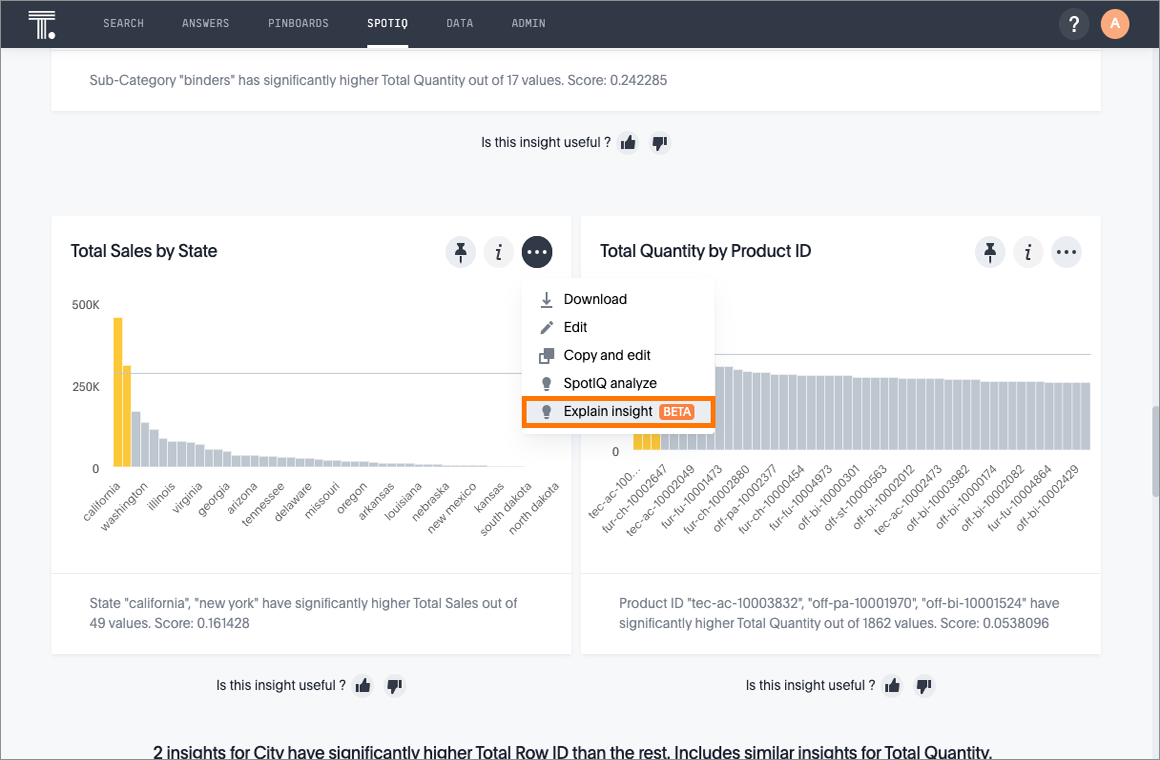 T.
SEARCH
ANSWERS
PINBOARDS
SPOTIQ
DATA
ADMIN
?
A
Sub-Category "binders" has significantly higher Total Quantity out of 17 values. Score: 0.242285
Is this insight useful ?
Total Sales by State
i
500K
250K
0
california
washington
illinois
virginia
georgia
arizona
tennessee
delaware
missouri
oregon
arkansas
louisiana
nebraska
new mexico
kansas
south dakota
north dakota
Download
Edit
Copy and edit
SpotIQ analyze
Explain insight BETA
State "california", "new york" have significantly higher Total Sales out of
49 values. Score: 0.161428
Is this insight useful ?
Total Quantity by Product ID
i
0
tec-ac-100...
fur-ch-10002647
tec-ac-10002049
fur-fu-10001473
fur-ch-10002880
off-pa-10002377
fur-ch-10000454
fur-fu-10004973
off-bi-10000301
off-st-10000563
off-bi-10002012
tec-ac-10002473
off-bi-10003982
off-bi-10000174
off-bi-10002082
fur-fu-10004864
off-bi-10002429
Product ID "tec-ac-10003832", "off-pa-10001970", "off-bi-10001524" have
significantly higher Total Quantity out of 1862 values. Score: 0.0538096
Is this insight useful ?
2 insights for City have significantly higher Total Row ID than the rest. Includes similar insights for Total Quantity.